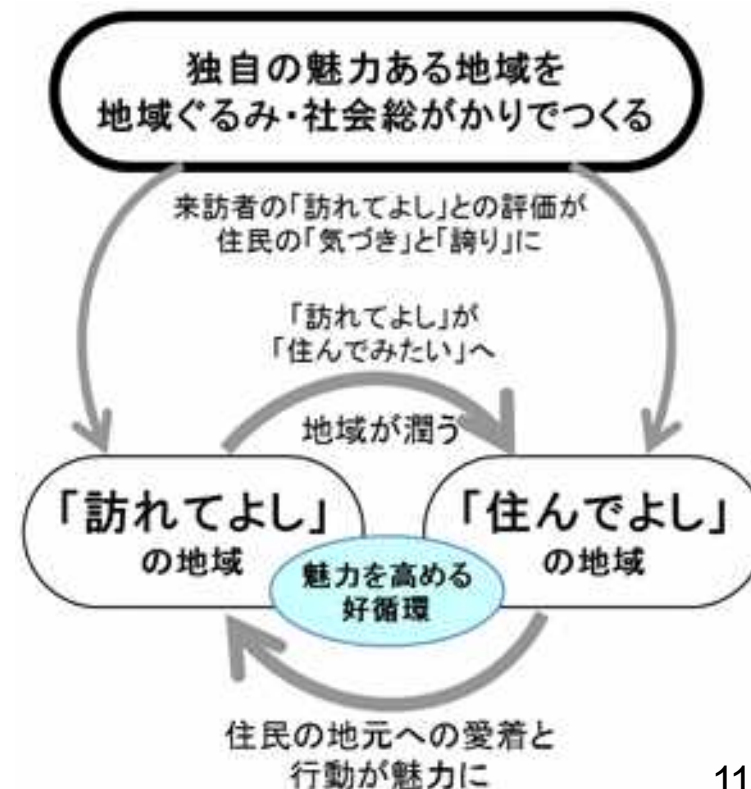 独自の魅力ある地域を
地域ぐるみ・社会総がかりでつくる
来訪者の「訪れてよし」との評価が
住民の「気づき」と「誇り」に
「訪れてよし」が
「住んでみたい」へ
地域が潤う
「訪れてよし」
の地域
「住んでよし」
の地域
魅力を高める
好循環
住民の地元への愛着と
行動が魅力に
11